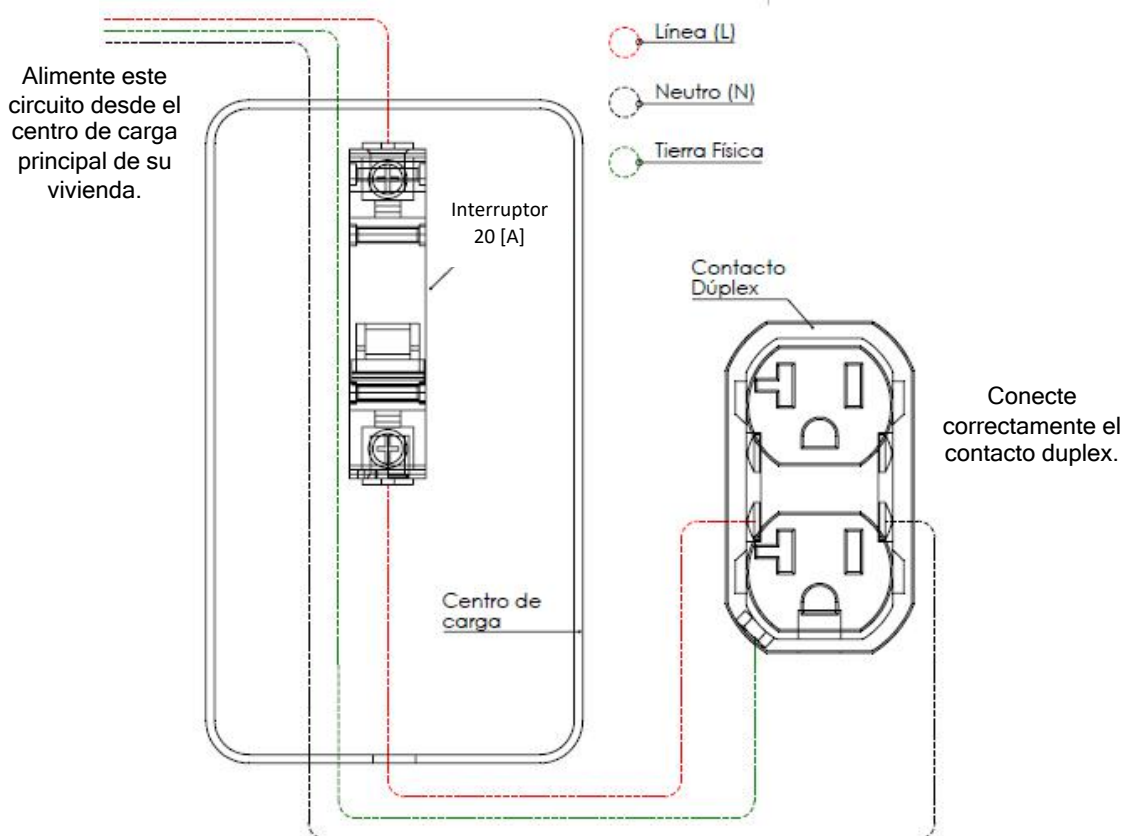 Alimente este
circuito desde el
centro de carga
principal de su
vivienda.
Línea (L)
Neutro (N)
Tierra Física
Interruptor
20 [A]
Contacto
Dúplex
Conecte
correctamente el
contacto duplex.
Centro de
carga